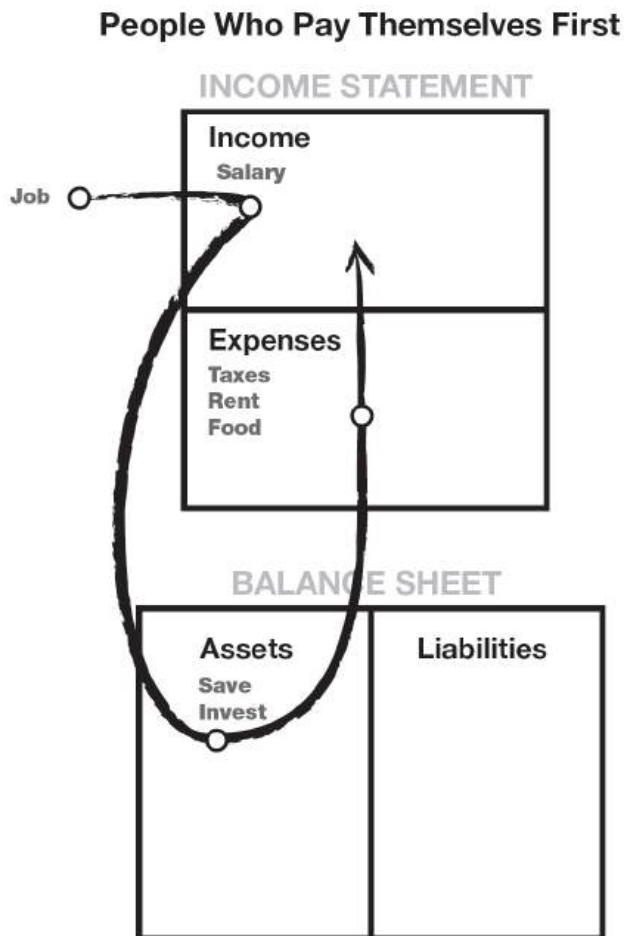 People Who Pay Themselves First
INCOME STATEMENT
Income
Salary
Job
Expenses
Taxes
Rent
Food
BALANCE SHEET
Assets
Save
Invest
Liabilities